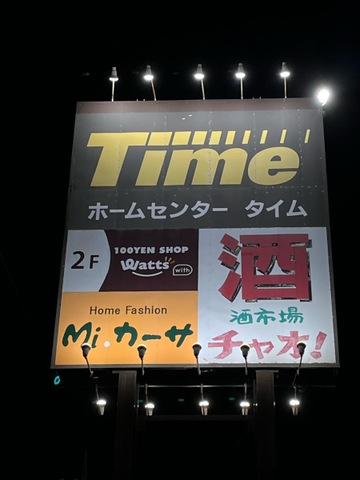 Time
ホームセンター タイム
2F
100YEN SHOP
Watts with
Home Fashion
Mi.カーサ
酒
酒市場
チャオ!